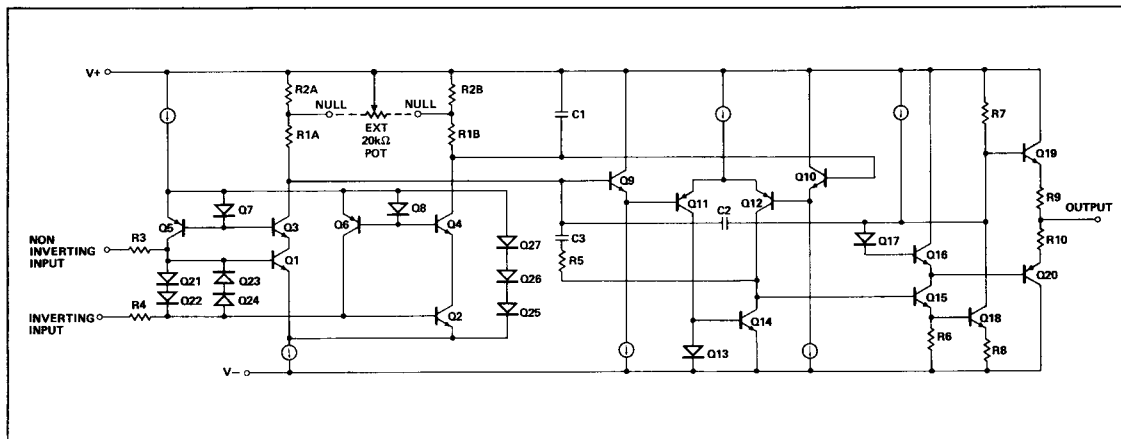 V+
R2A
NULL
NULL
R2B
R1A
EXT
20kΩ
POT
R1B
C1
R7
Q19
Q7
Q8
Q9
Q10
Q11
Q12
C2
R9
OUTPUT
Q5
Q3
Q6
Q4
C3
Q17
Q16
R10
NON
INVERTING
INPUT
R3
Q1
Q27
R5
Q20
Q21
Q23
Q26
Q22
Q24
Q15
INVERTING
INPUT
R4
Q2
Q25
Q14
Q18
R6
Q13
R8
V−